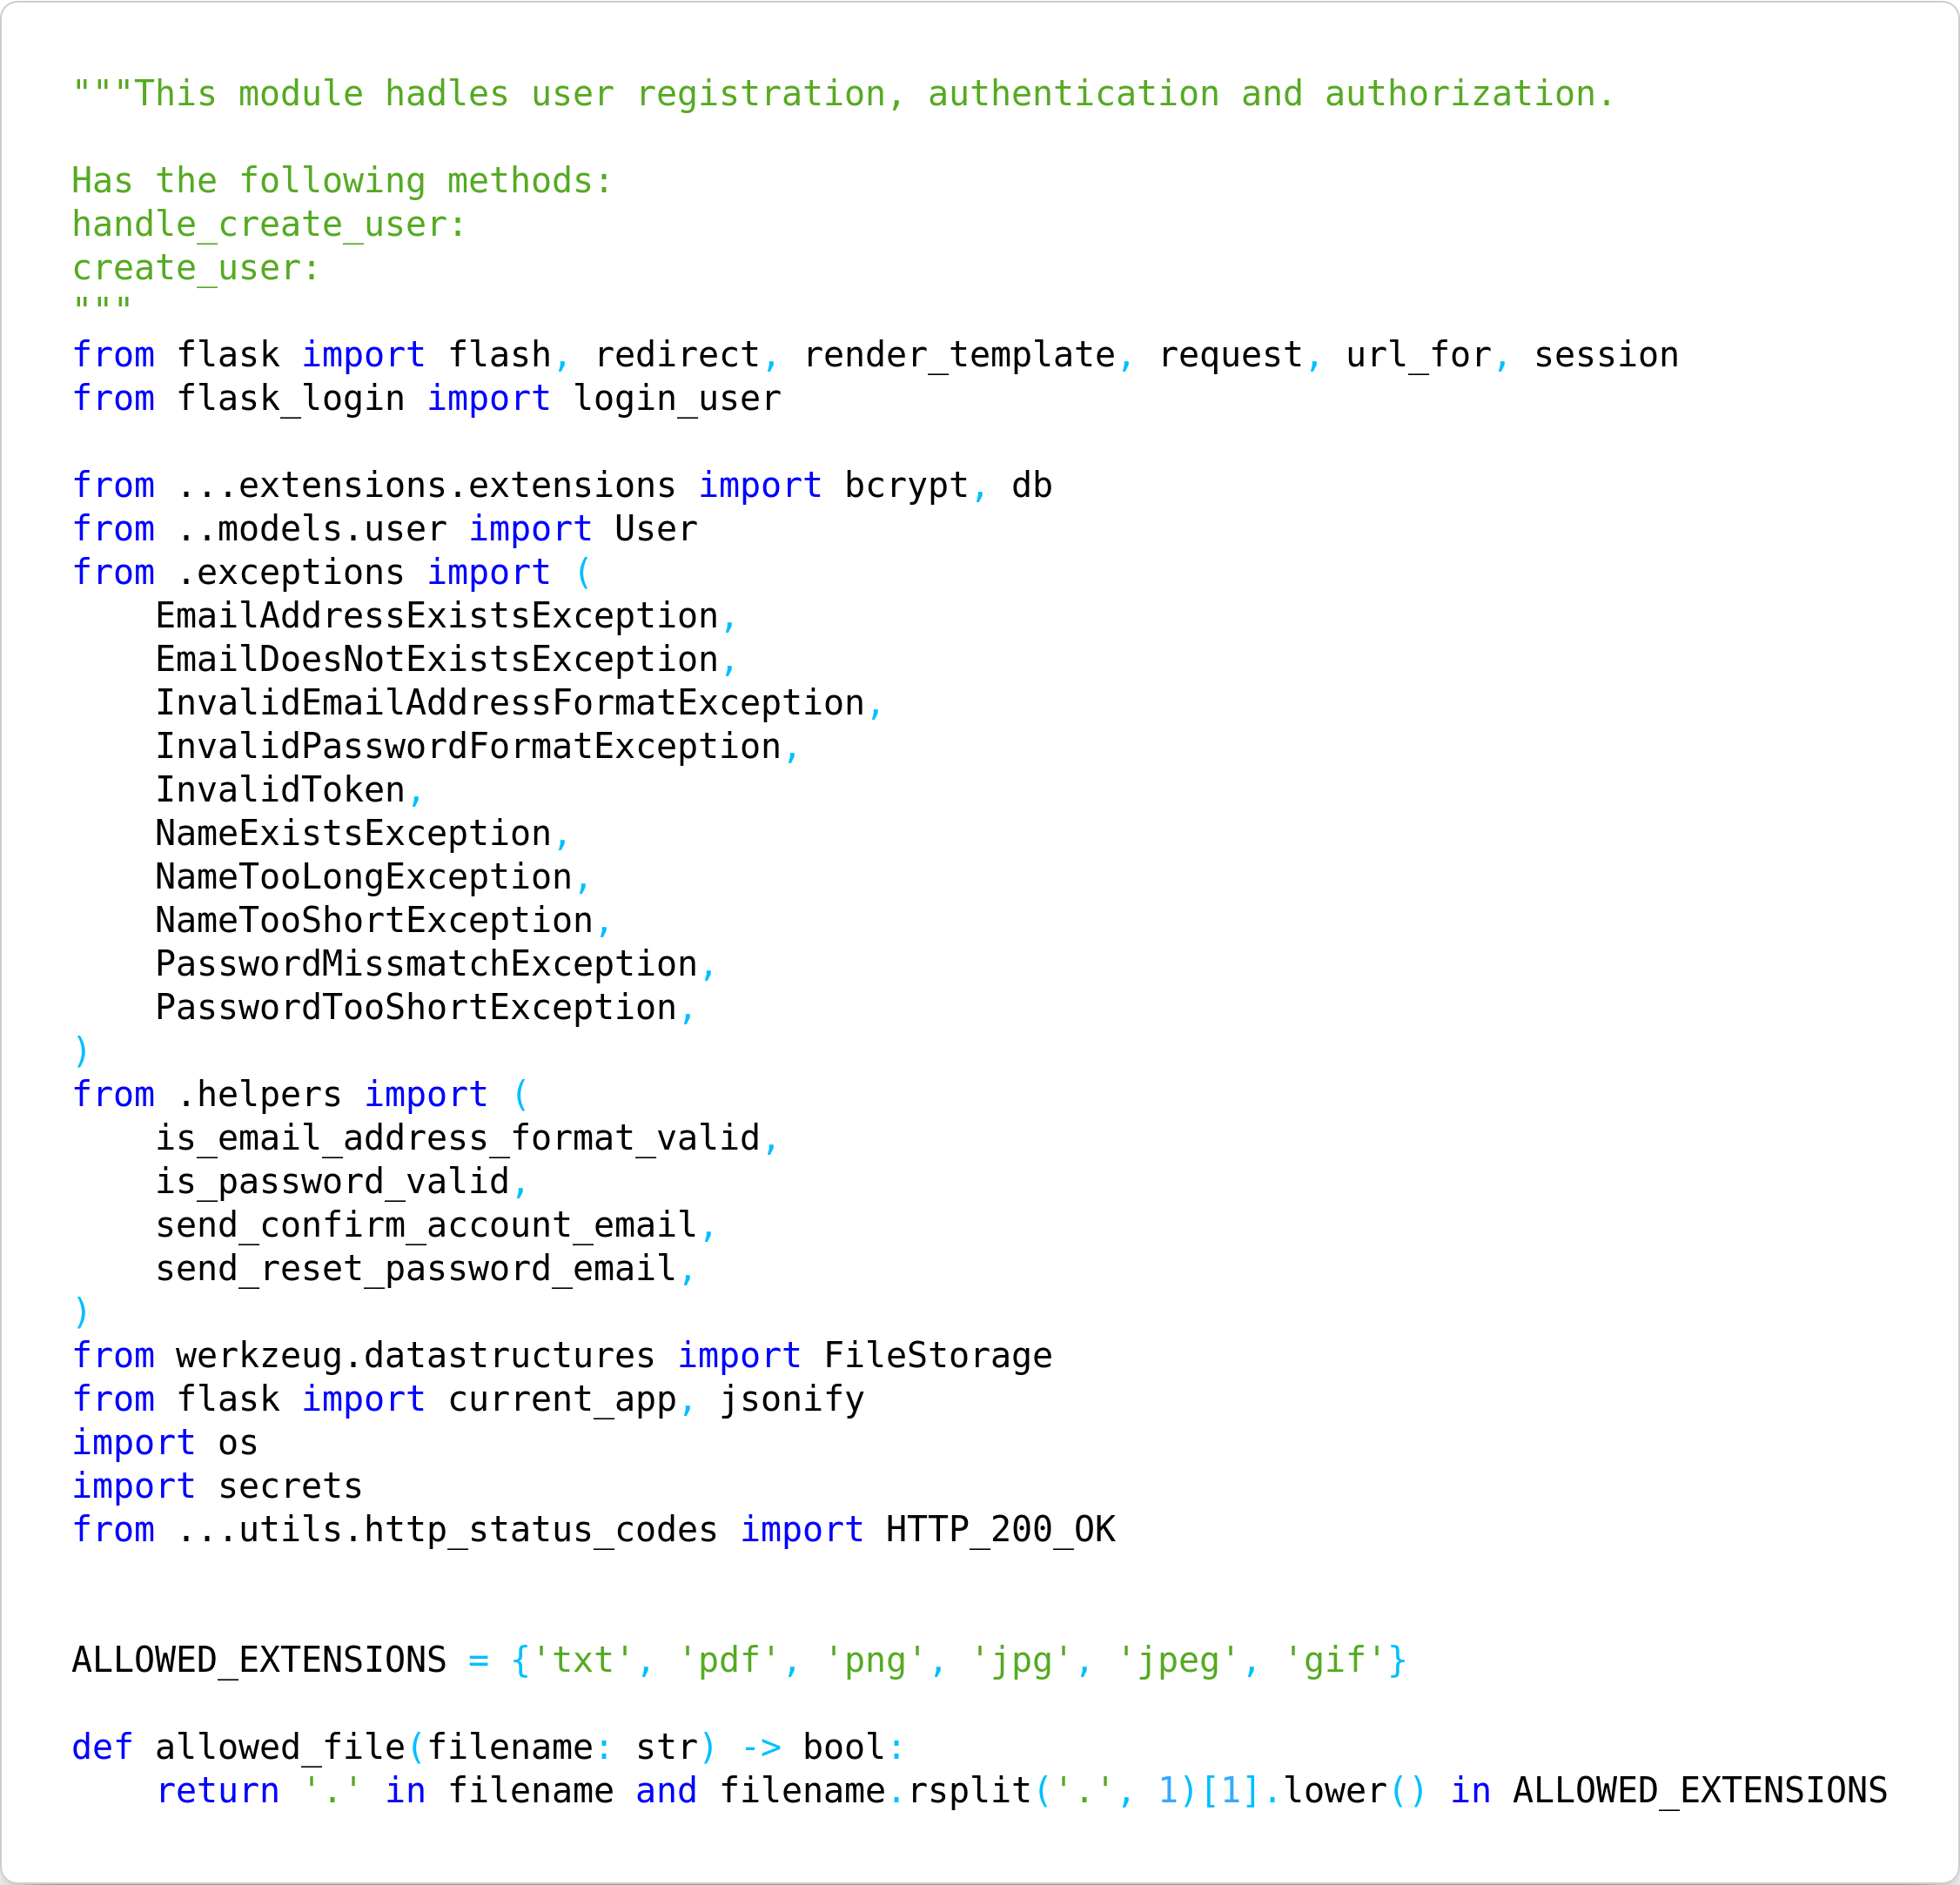 """This module hadles user registration, authentication and authorization.

Has the following methods:
handle_create_user:
create_user:
"""
from flask import flash, redirect, render_template, request, url_for, session
from flask_login import login_user

from ...extensions.extensions import bcrypt, db
from ..models.user import User
from .exceptions import (
    EmailAddressExistsException,
    EmailDoesNotExistsException,
    InvalidEmailAddressFormatException,
    InvalidPasswordFormatException,
    InvalidToken,
    NameExistsException,
    NameTooLongException,
    NameTooShortException,
    PasswordMissmatchException,
    PasswordTooShortException,
)
from .helpers import (
    is_email_address_format_valid,
    is_password_valid,
    send_confirm_account_email,
    send_reset_password_email,
)
from werkzeug.datastructures import FileStorage
from flask import current_app, jsonify
import os
import secrets
from ...utils.http_status_codes import HTTP_200_OK


ALLOWED_EXTENSIONS = {'txt', 'pdf', 'png', 'jpg', 'jpeg', 'gif'}

def allowed_file(filename: str) -> bool:
    return '.' in filename and filename.rsplit('.', 1)[1].lower() in ALLOWED_EXTENSIONS